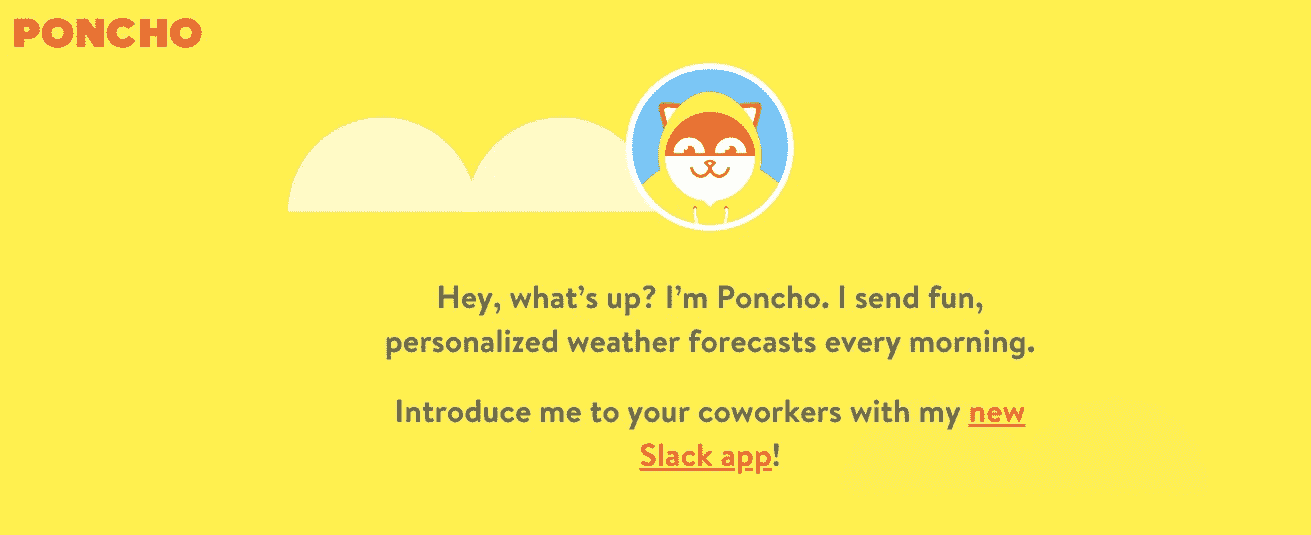 PONCHO
Hey, what's up? I'm Poncho. I send fun,
personalized weather forecasts every morning.
Introduce me to your coworkers with my new
Slack app!